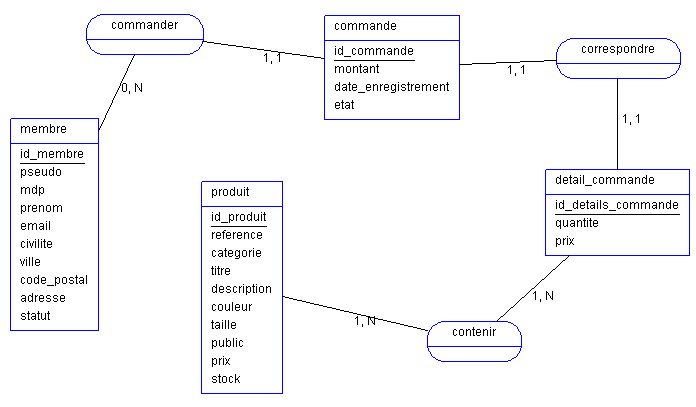 commander
commande
id_commande
montant
date_enregistrement
etat
correspondre
1, 1
1, 1
0, N
1, 1
membre
id_membre
pseudo
mdp
prenom
email
civilite
ville
code_postal
adresse
statut
produit
id_produit
reference
categorie
titre
description
couleur
taille
public
prix
stock
detail_commande
id_details_commande
quantite
prix
1, N
1, N
contenir